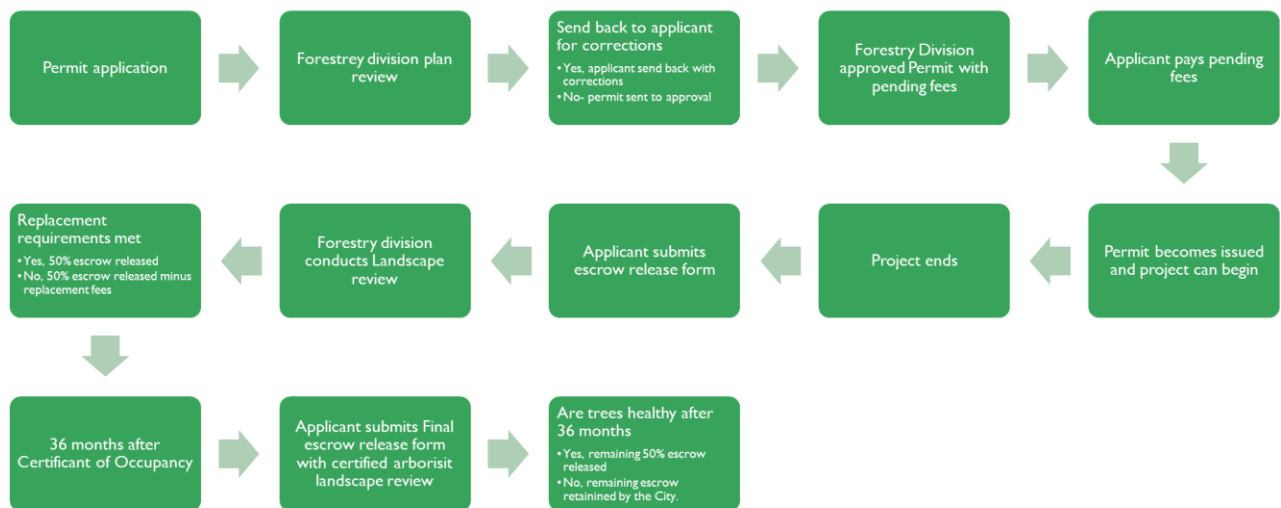 Permit application
Forestrey division plan
review
Send back to applicant
for corrections
• Yes, applicant send back with
corrections
• No- permit sent to approval
Forestry Division
approved Permit with
pending fees
Applicant pays pending
fees
Permit becomes issued
and project can begin
Project ends
Applicant submits
escrow release form
Forestry division
conducts Landscape
review
Replacement
requirements met
• Yes, 50% escrow released
• No, 50% escrow released minus
replacement fees
36 months after
Certificant of Occupancy
Applicant submits Final
escrow release form
with certified arborisit
landscape review
Are trees healthy after
36 months
• Yes, remaining 50% escrow
released
• No, remaining escrow
retainined by the City.